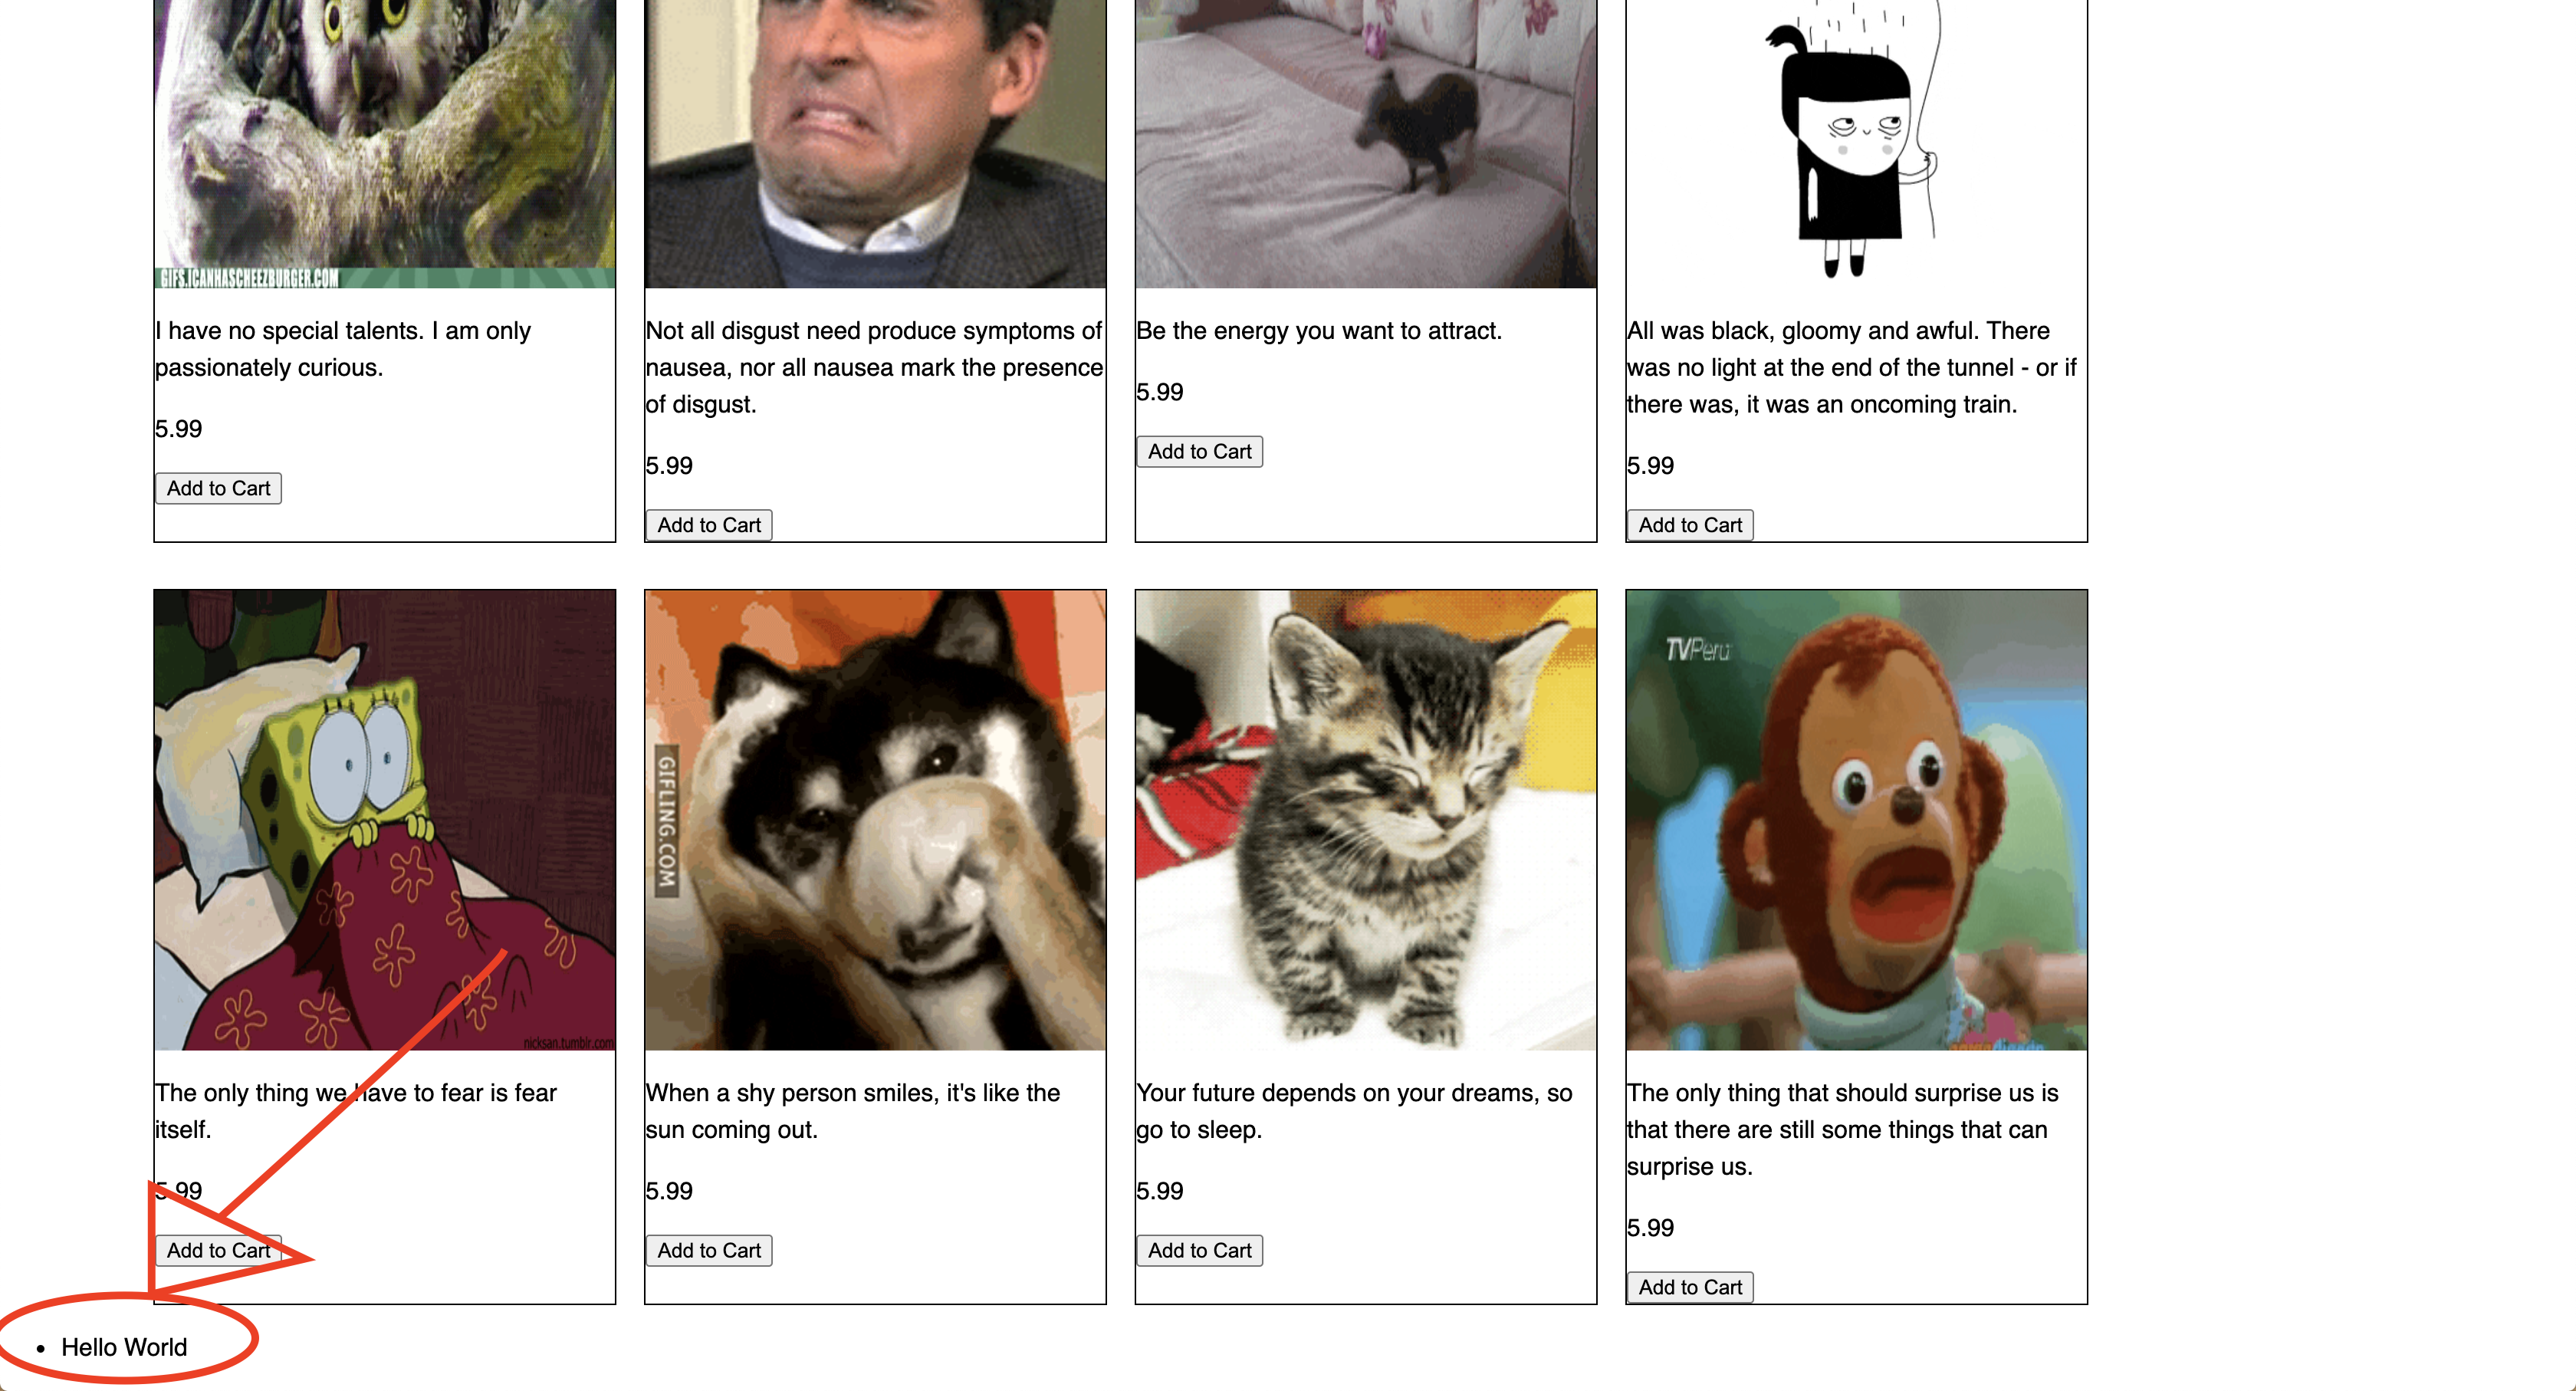 GIFS.ICANHASCHEEZBURGER.COM
I have no special talents. I am only
passionately curious.
5.99
Add to Cart
Not all disgust need produce symptoms of
nausea, nor all nausea mark the presence
of disgust.
5.99
Add to Cart
Be the energy you want to attract.
5.99
Add to Cart
All was black, gloomy and awful. There
was no light at the end of the tunnel - or if
there was, it was an oncoming train.
5.99
Add to Cart
nicksan.tumblr.com
The only thing we have to fear is fear
itself.
5.99
Add to Cart
GIFLING.COM
When a shy person smiles, it's like the
sun coming out.
5.99
Add to Cart
Your future depends on your dreams, so
go to sleep.
5.99
Add to Cart
TVPerú
The only thing that should surprise us is
that there are still some things that can
surprise us.
5.99
Add to Cart
Hello World